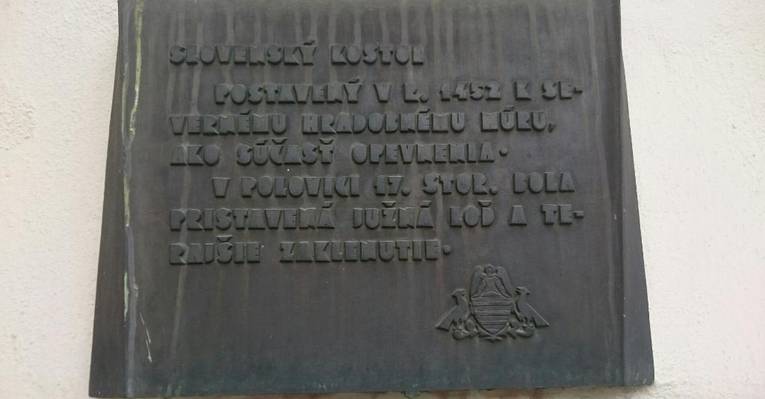 SLOVENSKÝ KOSTOL
POSTAVENÝ V R. 1452 K SE-
VERNÉMU HRADOBNÉMU MÚRU,
AKO SÚČASŤ OPEVNENIA.
V POLOVICI 17. STOR. BOLA
PRISTAVENÁ JUŽNÁ LOĎ A TE-
RAJŠIE ZAKLENUTIE.